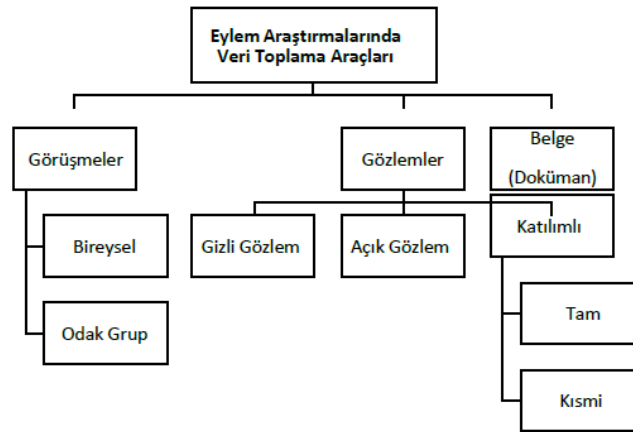 Eylem Araştırmalarında
Veri Toplama Araçları
Görüşmeler
Gözlemler
Belge
(Doküman)
Bireysel
Gizli Gözlem
Açık Gözlem
Katılımlı
Odak Grup
Tam
Kısmi